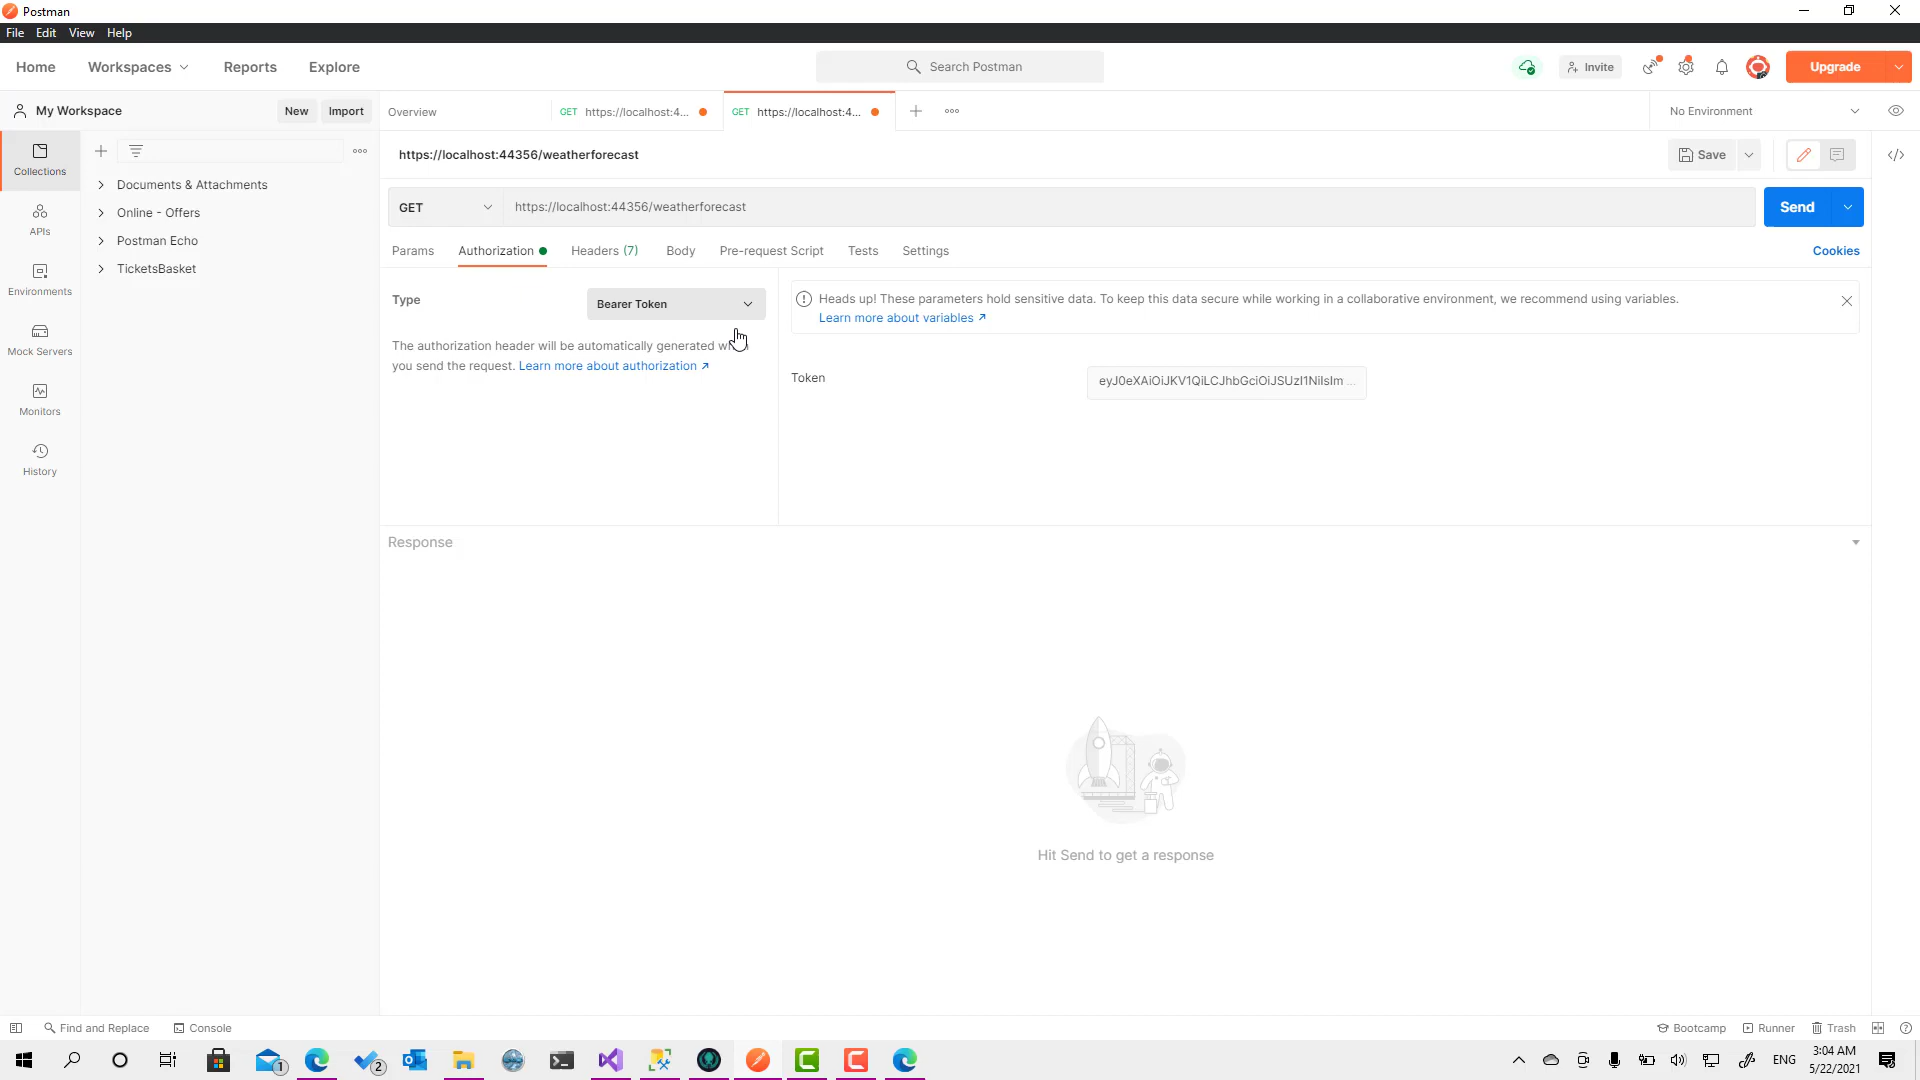 Postman
File Edit View Help
Home Workspaces Reports Explore Search Postman Invite Upgrade
My Workspace New Import Overview GET https://localhost:4... GET https://localhost:4... No Environment
Collections
APIs
Environments
Mock Servers
Monitors
History
Documents & Attachments
Online - Offers
Postman Echo
TicketsBasket
https://localhost:44356/weatherforecast Save
GET https://localhost:44356/weatherforecast Send
Params Authorization Headers (7) Body Pre-request Script Tests Settings Cookies
Type Bearer Token
The authorization header will be automatically generated
you send the request. Learn more about authorization ↗
Heads up! These parameters hold sensitive data. To keep this data secure while working in a collaborative environment, we recommend using variables.
Learn more about variables ↗
Token eyJ0eXAiOiJKV1QiLCJhbGciOiJSUzI1NiIsIm ...
Response
Hit Send to get a response
Find and Replace Console Bootcamp Runner Trash
1 2 ENG 3:04 AM
5/22/2021